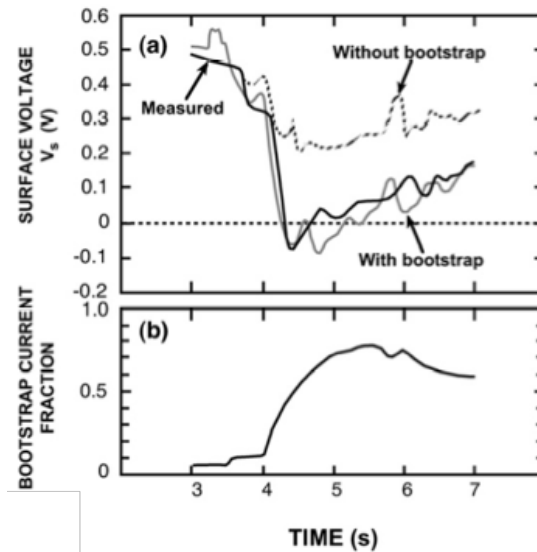 0.6
(a)
0.5
Without bootstrap
0.4
Measured
0.3
0.2
0.1
0
-0.1
With bootstrap
-0.2
SURFACE VOLTAGE
Vs (V)
1.0
(b)
0.5
0
BOOTSTRAP CURRENT
FRACTION
3 4 5 6 7
TIME (s)